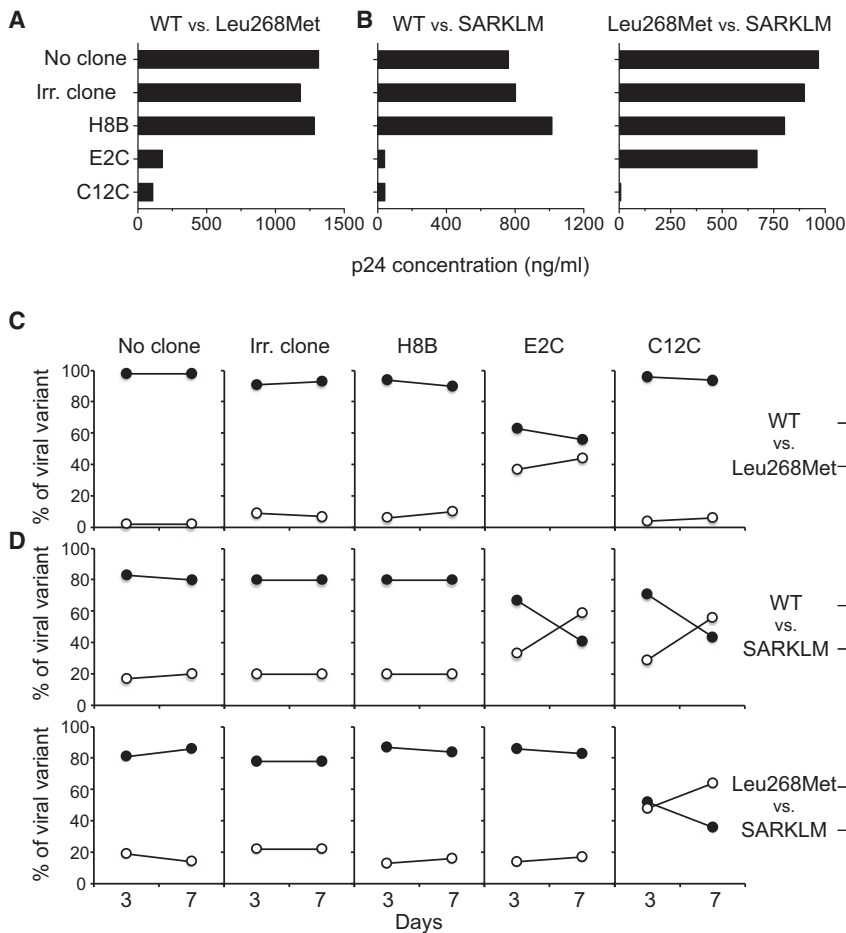 A
WT vs. Leu268Met
B
WT vs. SARKLM
Leu268Met vs. SARKLM
No clone
Irr. clone
H8B
E2C
C12C
0 500 1000 1500
0 400 800 1200
0 250 500 750 1000
p24 concentration (ng/ml)
C
No clone Irr. clone H8B E2C C12C
% of viral variant
100
80
60
40
20
0
WT
vs.
Leu268Met
D
% of viral variant
100
80
60
40
20
0
WT
vs.
SARKLM
% of viral variant
100
80
60
40
20
0
Leu268Met
vs.
SARKLM
3 7 3 7 3 7 3 7 3 7
Days